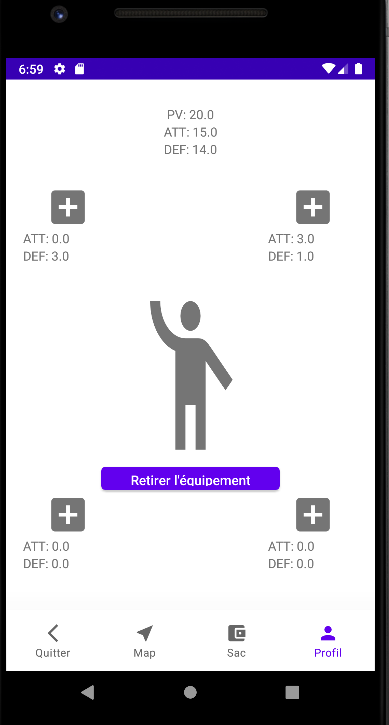 6:59
PV: 20.0
ATT: 15.0
DEF: 14.0
ATT: 0.0
DEF: 3.0
ATT: 3.0
DEF: 1.0
Retirer l'équipement
ATT: 0.0
DEF: 0.0
ATT: 0.0
DEF: 0.0
Quitter
Map
Sac
Profil